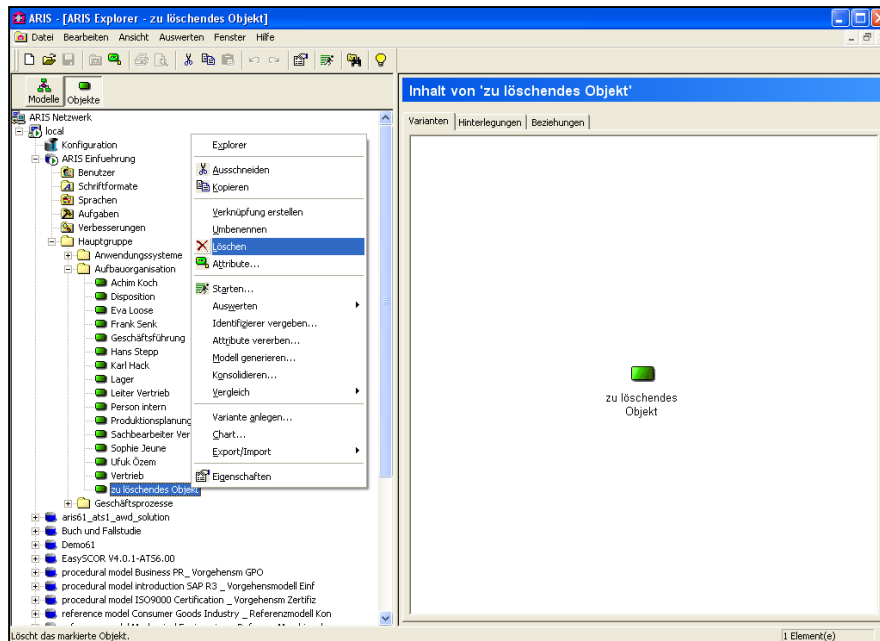 ARIS - [ARIS Explorer - zu löschendes Objekt]
Datei Bearbeiten Ansicht Auswerten Fenster Hilfe
Modelle Objekte
Inhalt von 'zu löschendes Objekt'
Varianten Hinterlegungen Beziehungen
ARIS Netzwerk
local
Konfiguration
ARIS Einfuehrung
Benutzer
Schriftformate
Sprachen
Aufgaben
Verbesserungen
Hauptgruppe
Anwendungssysteme
Aufbauorganisation
Achim Koch
Disposition
Eva Loose
Frank Senk
Geschäftsführung
Hans Stepp
Karl Hack
Lager
Leiter Vertrieb
Person intern
Produktionsplanung
Sachbearbeiter Ver
Sophie Jeune
Ufuk Özem
Vertrieb
zu löschendes Objekt
Geschäftsprozesse
aris61_ats1_awd_solution
Buch und Fallstudie
Demo61
EasySCOR V4.0.1-ATS6.00
procedural model Business PR_ Vorgehensm GPO
procedural model introduction SAP R3 _ Vorgehensmodell Einf
procedural model ISO9000 Certification _ Vorgehensm Zertifiz
reference model Consumer Goods Industry _ Referenzmodell Kon
Explorer
Ausschneiden
Kopieren
Verknüpfung erstellen
Umbenennen
Löschen
Attribute...
Starten...
Auswerten
Identifizierer vergeben...
Attribute vererben...
Modell generieren...
Konsolidieren...
Vergleich
Variante anlegen...
Chart...
Export/Import
Eigenschaften
zu löschendes
Objekt
Löscht das markierte Objekt.
1 Element(e)